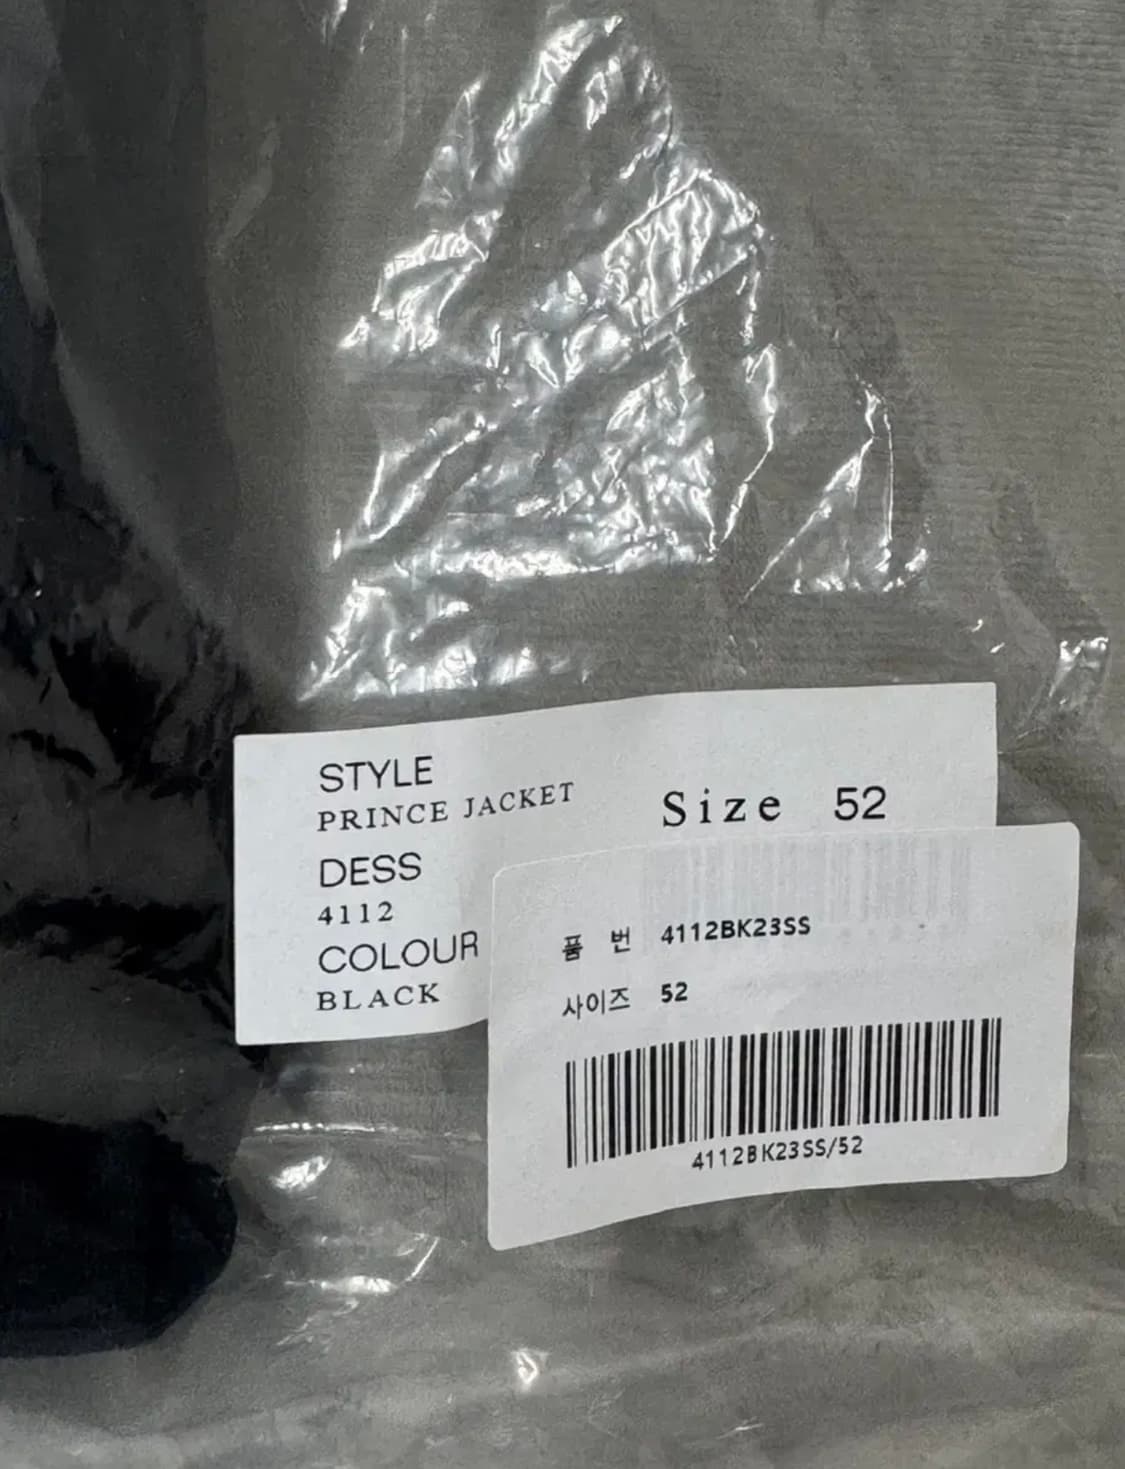 STYLE
PRINCE JACKET
Size 52
DESS
4112
COLOUR
BLACK
품 번 4112BK23SS
사이즈 52
4112BK23SS/52